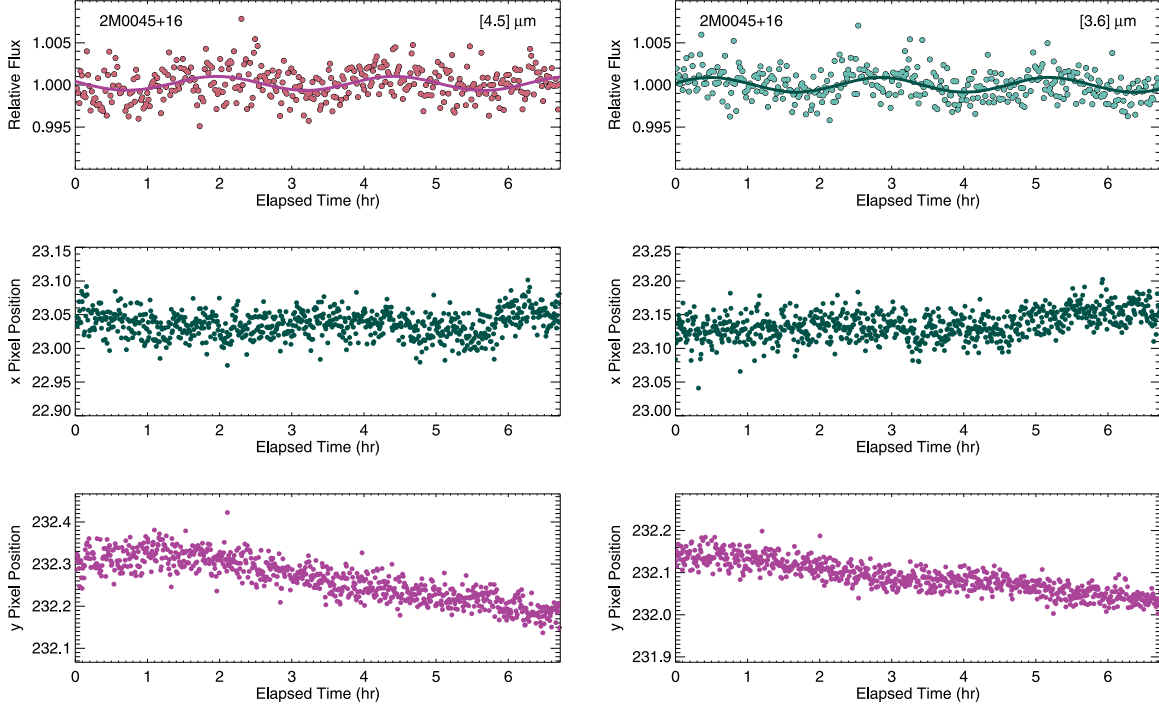 2M0045+16 [4.5] μm
Relative Flux
1.005
1.000
0.995
0 1 2 3 4 5 6
Elapsed Time (hr)
2M0045+16 [3.6] μm
Relative Flux
1.005
1.000
0.995
0 1 2 3 4 5 6
Elapsed Time (hr)
x Pixel Position
23.15
23.10
23.05
23.00
22.95
22.90
0 1 2 3 4 5 6
Elapsed Time (hr)
x Pixel Position
23.25
23.20
23.15
23.10
23.05
23.00
0 1 2 3 4 5 6
Elapsed Time (hr)
y Pixel Position
232.4
232.3
232.2
232.1
0 1 2 3 4 5 6
Elapsed Time (hr)
y Pixel Position
232.2
232.1
232.0
231.9
0 1 2 3 4 5 6
Elapsed Time (hr)